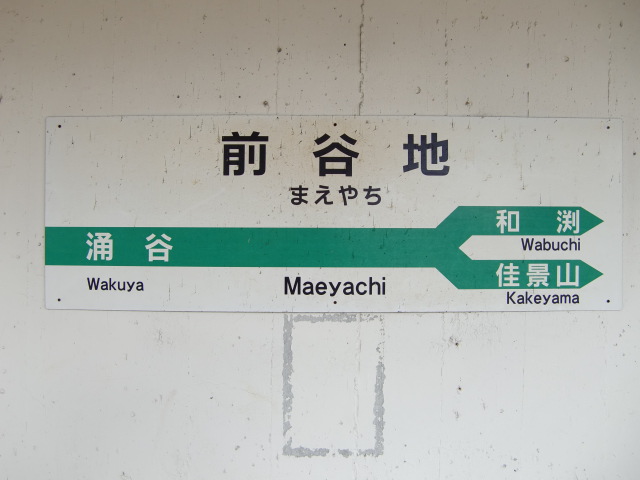 前谷地
まえやち
涌谷
Wakuya
Maeyachi
和渕
Wabuchi
佳景山
Kakeyama